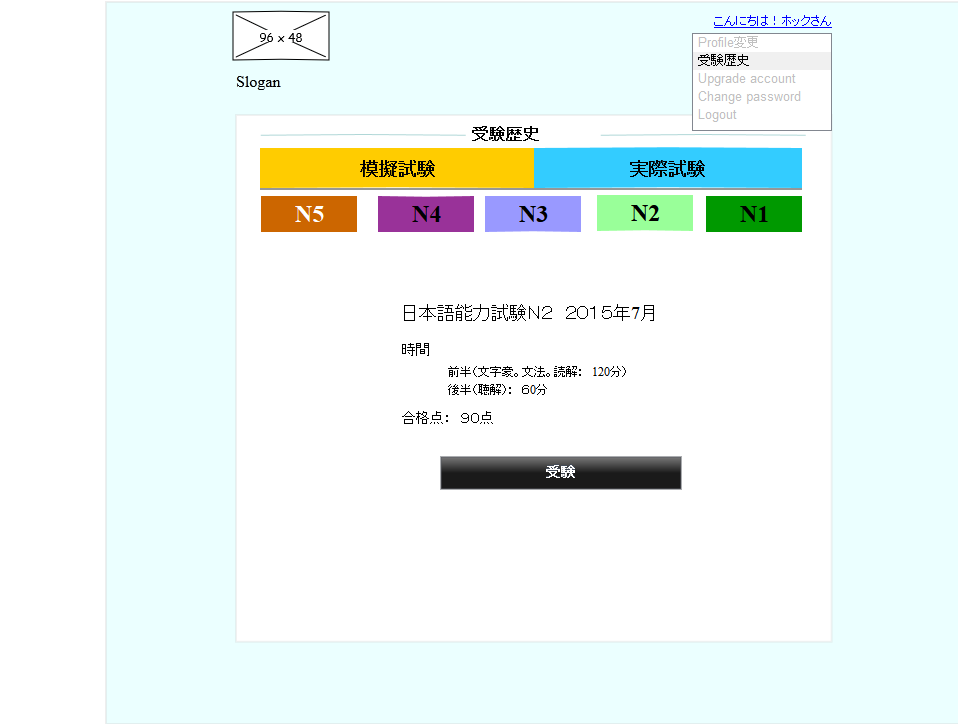 96 x 48
こんにちは！ホックさん
Profile変更
受験歴史
Upgrade account
Change password
Logout
Slogan
受験歴史
模擬試験 実際試験
N5 N4 N3 N2 N1
日本語能力試験N2　2015年7月
時間
前半（文字豪。文法。読解： 120分）
後半（聴解）： 60分
合格点： 90点
受験